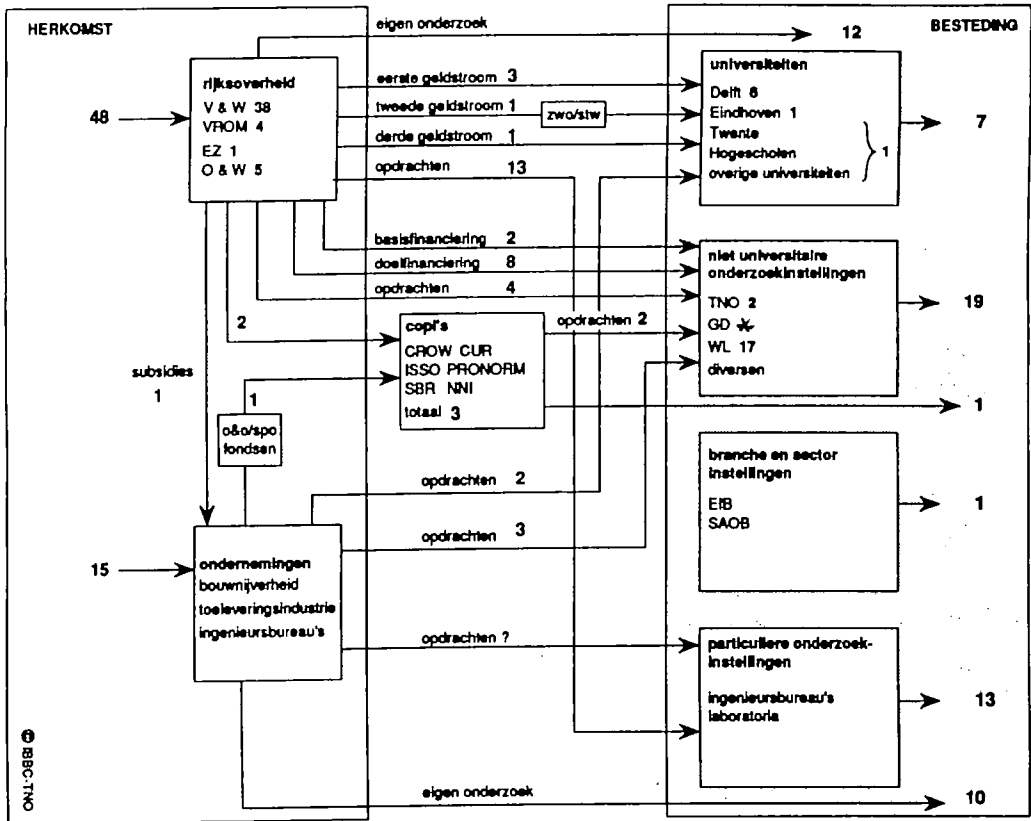 HERKOMST
48
rijksoverheid
V & W 38
VROM 4
EZ 1
O & W 5
eigen onderzoek
eerste geldstroom 3
tweede geldstroom 1
zwo/stw
derde geldstroom 1
opdrachten 13
basisfinanciering 2
doelfinanciering 8
opdrachten 4
2
subsidies
1
1
o&o/spo
fondsen
copi's
CROW CUR
ISSO PRONORM
SBR NNI
totaal 3
opdrachten 2
opdrachten 2
opdrachten 3
15
ondernemingen
bouwnijverheid
toeleveringsindustrie
ingenieursbureau's
opdrachten ?
eigen onderzoek
© IBBC-TNO
BESTEDING
12
universiteiten
Delft 6
Eindhoven 1
Twente
Hogescholen
overige universiteiten
1
7
niet universitaire
onderzoekinstellingen
TNO 2
GD
WL 17
diversen
19
1
branche en sector
instellingen
EIB
SAOB
1
particuliere onderzoek-
instellingen
ingenieursbureau's
laboratoria
13
10